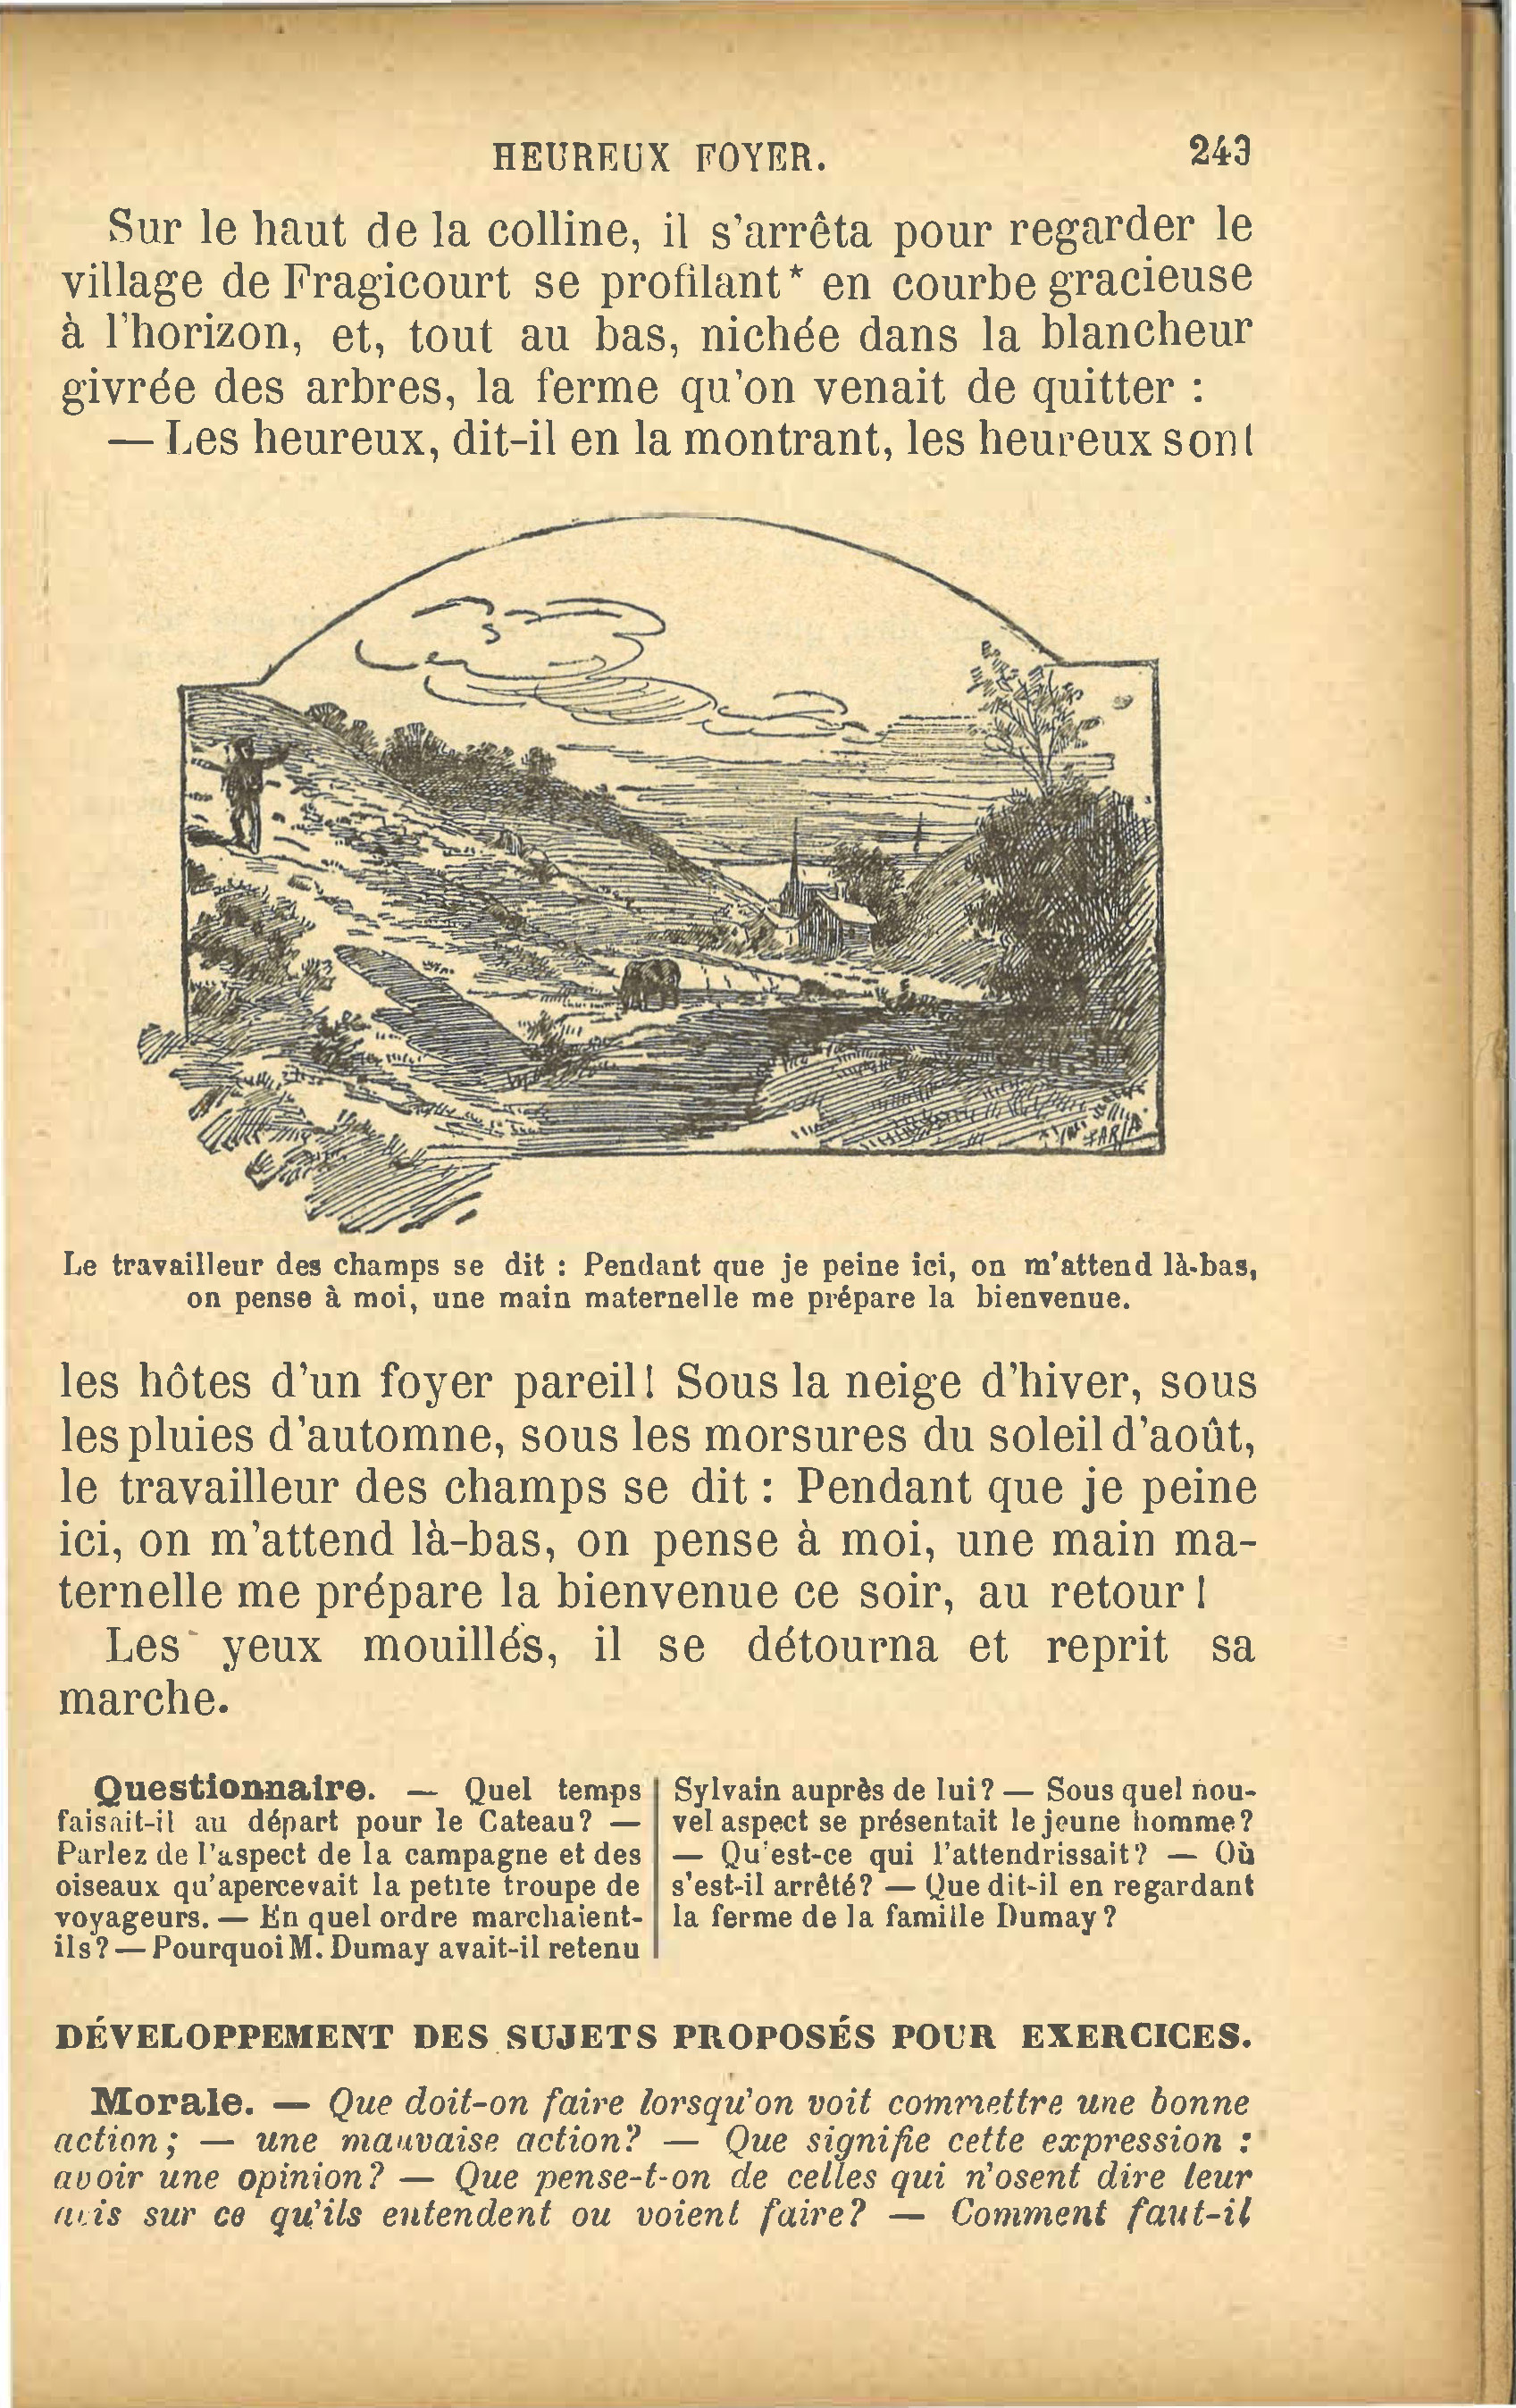 HEUREUX FOYER.
243
Sur le haut de la colline, il s'arrêta pour regarder le
village de Fragicourt se profilant* en courbe gracieuse
à l'horizon, et, tout au bas, nichée dans la blancheur
givrée des arbres, la ferme qu'on venait de quitter :
— Les heureux, dit-il en la montrant, les heureux sont
FARIA
Le travailleur des champs se dit : Pendant que je peine ici, on m'attend là-bas,
on pense à moi, une main maternelle me prépare la bienvenue.
les hôtes d'un foyer pareil! Sous la neige d'hiver, sous
les pluies d'automne, sous les morsures du soleil d'août,
le travailleur des champs se dit : Pendant que je peine
ici, on m'attend là-bas, on pense à moi, une main ma-
ternelle me prépare la bienvenue ce soir, au retour!
Les yeux mouillés, il se détourna et reprit sa
marche.
Questionnaire. — Quel temps
faisait-il au départ pour le Cateau? —
Parlez de l'aspect de la campagne et des
oiseaux qu'apercevait la petite troupe de
voyageurs. — En quel ordre marchaient-
ils? — Pourquoi M. Dumay avait-il retenu
Sylvain auprès de lui? — Sous quel nou-
vel aspect se présentait le jeune homme?
— Qu'est-ce qui l'attendrissait? — Où
s'est-il arrêté? — Que dit-il en regardant
la ferme de la famille Dumay?
DÉVELOPPEMENT DES SUJETS PROPOSÉS POUR EXERCICES.
Morale. — Que doit-on faire lorsqu'on voit commettre une bonne
action; — une mauvaise action? — Que signifie cette expression :
avoir une opinion? — Que pense-t-on de celles qui n'osent dire leur
avis sur ce qu'ils entendent ou voient faire? — Comment faut-il